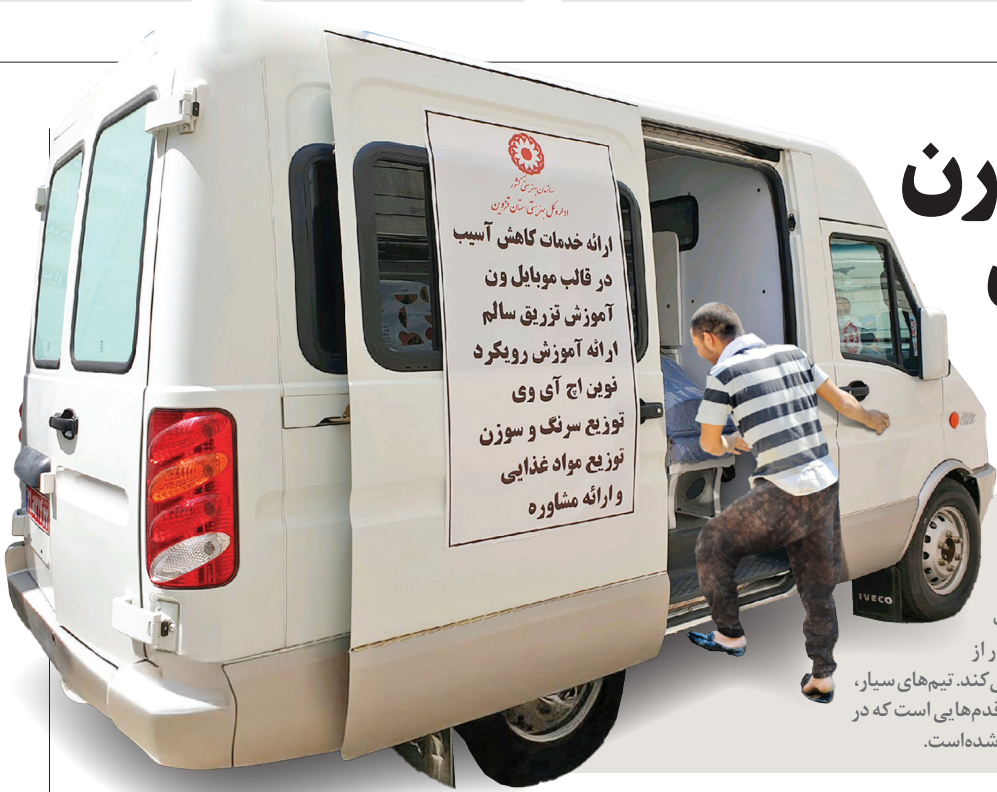 رن
سازمان بهزیستی کشور
اداره کل بهزیستی استان قزوین
ارائه خدمات کاهش آسیب
در قالب موبایل ون
آموزش تزریق سالم
ارائه آموزش رویکرد
نوین اچ آی وی
توزیع سرنگ و سوزن
توزیع مواد غذایی
و ارائه مشاوره
IVECO
ر از
کند. تیم‌های سیار،
قدم‌هایی است که در
شده‌است.